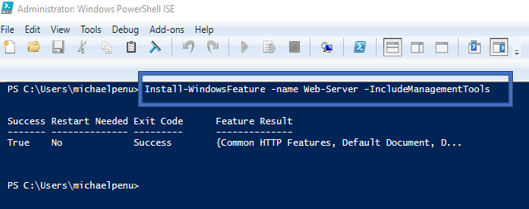 Administrator: Windows PowerShell ISE
File Edit View Tools Debug Add-ons Help
PS C:\Users\michaelpenu> Install-WindowsFeature -name Web-Server -IncludeManagementTools
Success Restart Needed Exit Code Feature Result
------- -------------- --------- --------------
True No Success {Common HTTP Features, Default Document, D...
PS C:\Users\michaelpenu>